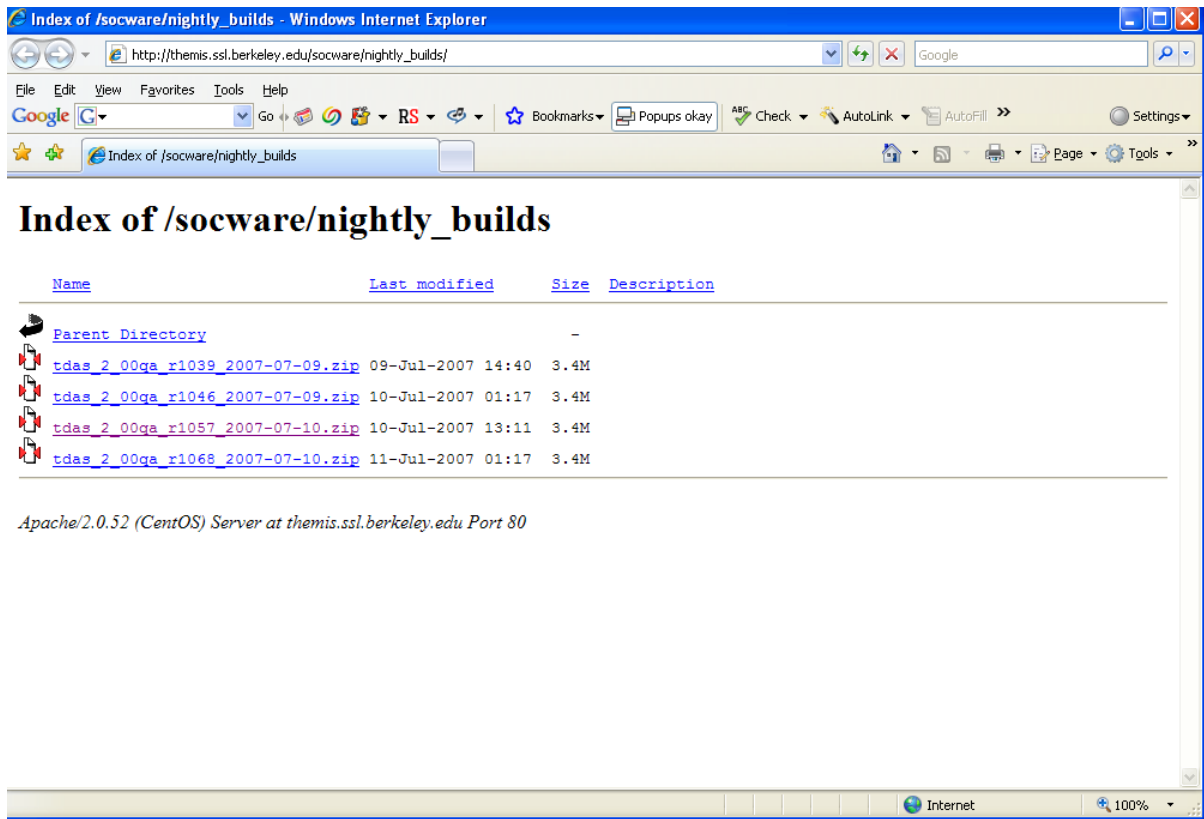 Index of /socware/nightly_builds - Windows Internet Explorer
http://themis.ssl.berkeley.edu/socware/nightly_builds/ Google
File Edit View Favorites Tools Help
Google G Go RS Bookmarks Popups okay ABC Check AutoLink AutoFill >> Settings
Index of /socware/nightly_builds Page Tools >>
Index of /socware/nightly_builds
Name Last modified Size Description
Parent Directory -
tdas_2_00qa_r1039_2007-07-09.zip 09-Jul-2007 14:40 3.4M
tdas_2_00qa_r1046_2007-07-09.zip 10-Jul-2007 01:17 3.4M
tdas_2_00qa_r1057_2007-07-10.zip 10-Jul-2007 13:11 3.4M
tdas_2_00qa_r1068_2007-07-10.zip 11-Jul-2007 01:17 3.4M
Apache/2.0.52 (CentOS) Server at themis.ssl.berkeley.edu Port 80
Internet 100%